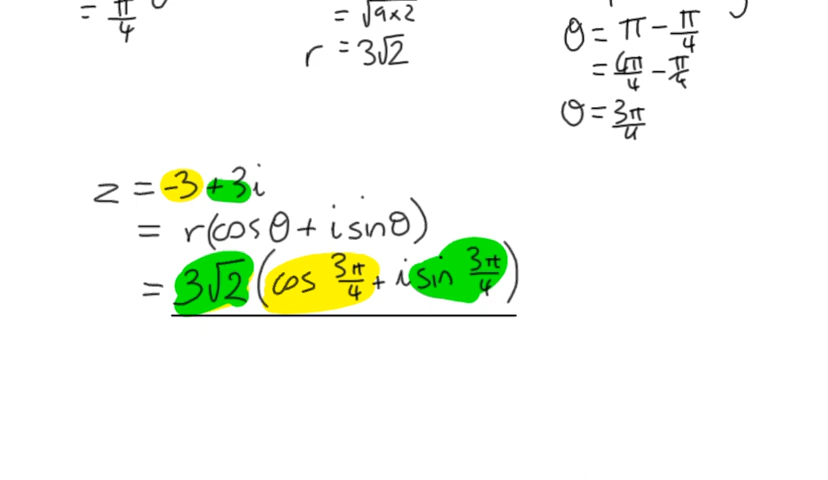 = π/4
= √9×2
r = 3√2
θ = π − π/4
= 4π/4 − π/4
θ = 3π/4
z = -3 +3i
= r(cos θ + i sinθ)
= 3√2 (cos 3π/4 + i sin 3π/4)